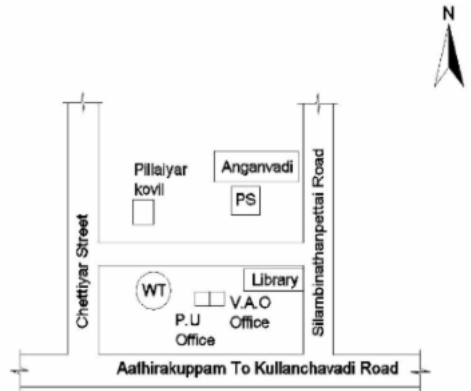 N
Anganvadi
Pillaiyar
kovil
PS
Chettiyar Street
Silambinathanpettai Road
Library
WT
V.A.O
Office
P.U
Office
Aathirakuppam To Kullanchavadi Road